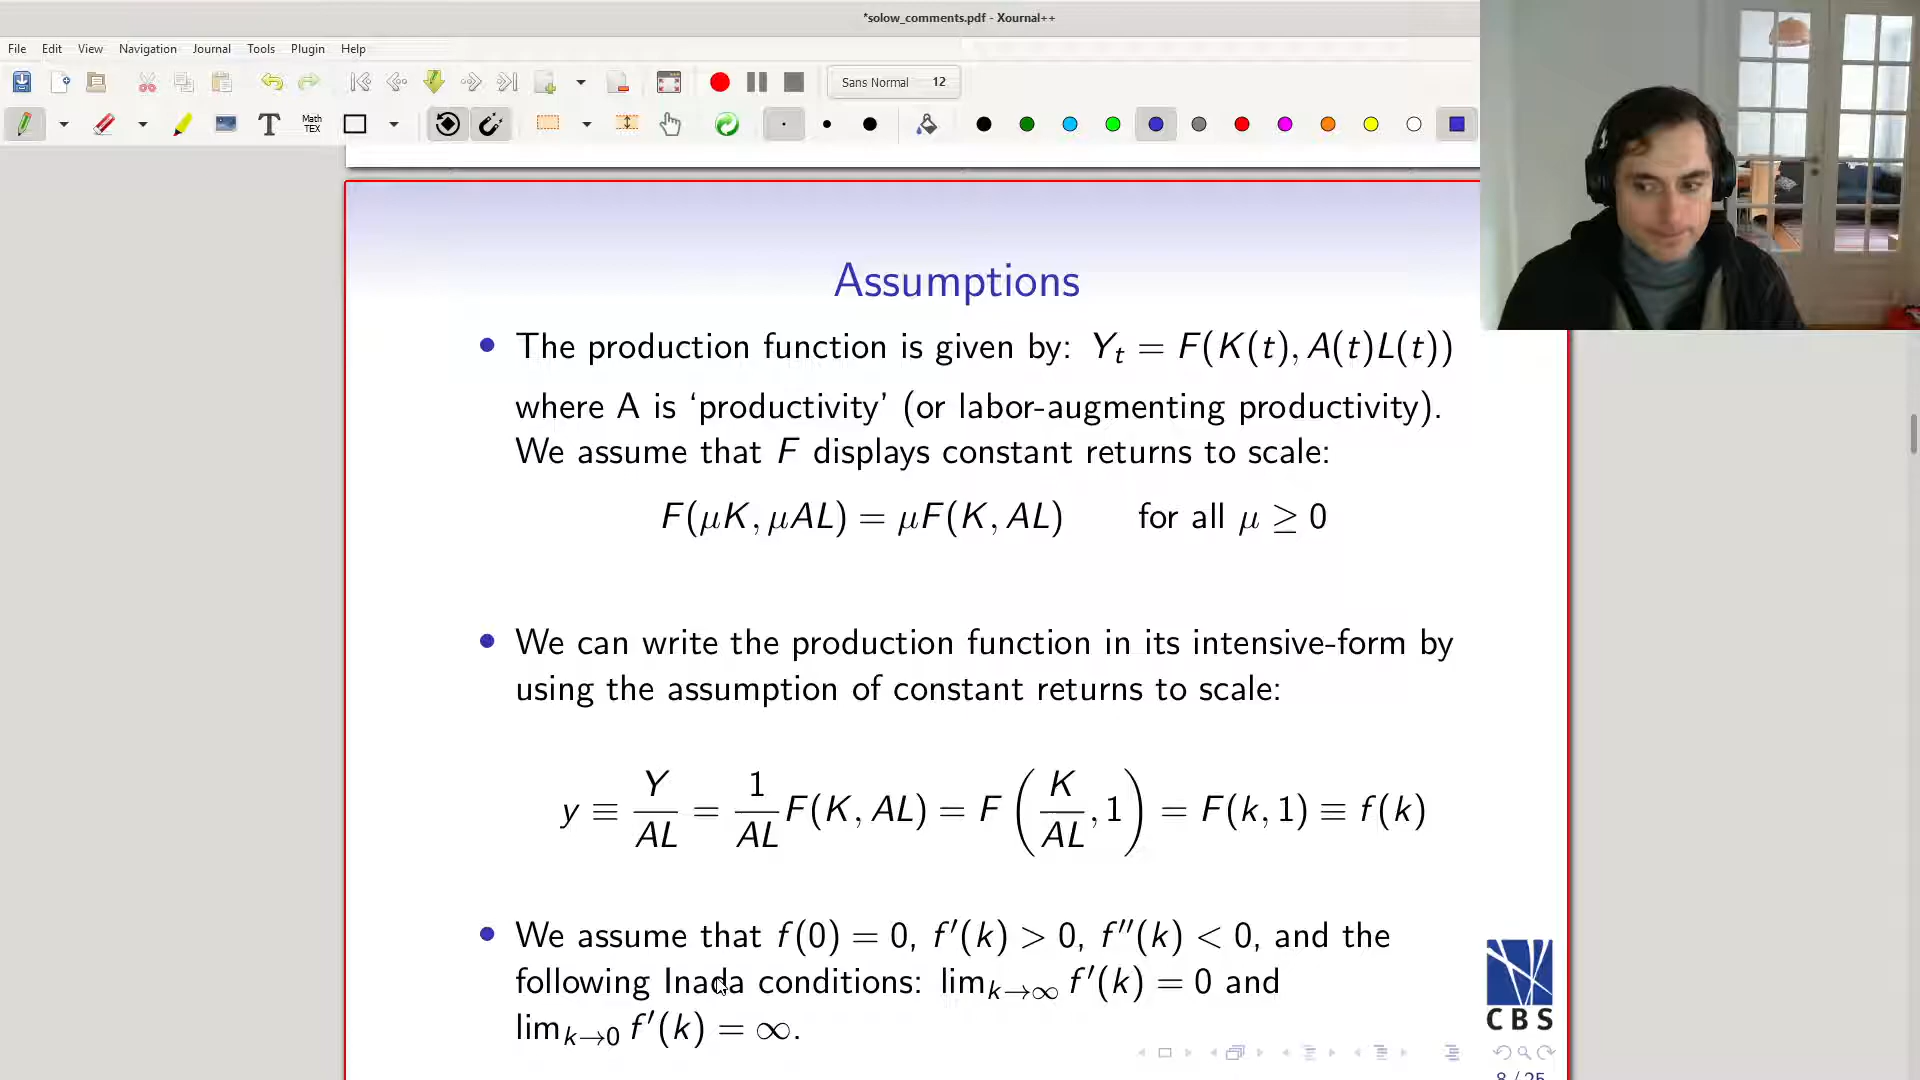 *solow_comments.pdf - Xournal++
File Edit View Navigation Journal Tools Plugin Help
Sans Normal 12
T Math TEX
Assumptions
• The production function is given by: Y_t = F(K(t), A(t)L(t))
where A is ‘productivity’ (or labor-augmenting productivity).
We assume that F displays constant returns to scale:
F(μK, μAL) = μF(K, AL) for all μ ≥ 0
• We can write the production function in its intensive-form by
using the assumption of constant returns to scale:
y ≡ Y/AL = 1/AL F(K, AL) = F(K/AL, 1) = F(k, 1) ≡ f(k)
• We assume that f(0) = 0, f′(k) > 0, f″(k) < 0, and the
following Inada conditions: lim_{k→∞} f′(k) = 0 and
lim_{k→0} f′(k) = ∞.
CBS
8 / 25